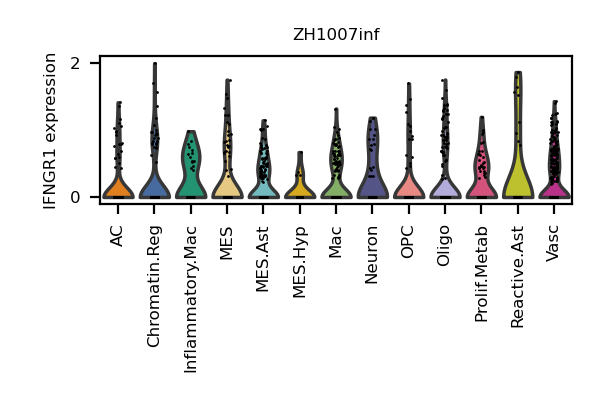 ZH1007inf
IFNGR1 expression
2
0
AC
Chromatin.Reg
Inflammatory.Mac
MES
MES.Ast
MES.Hyp
Mac
Neuron
OPC
Oligo
Prolif.Metab
Reactive.Ast
Vasc